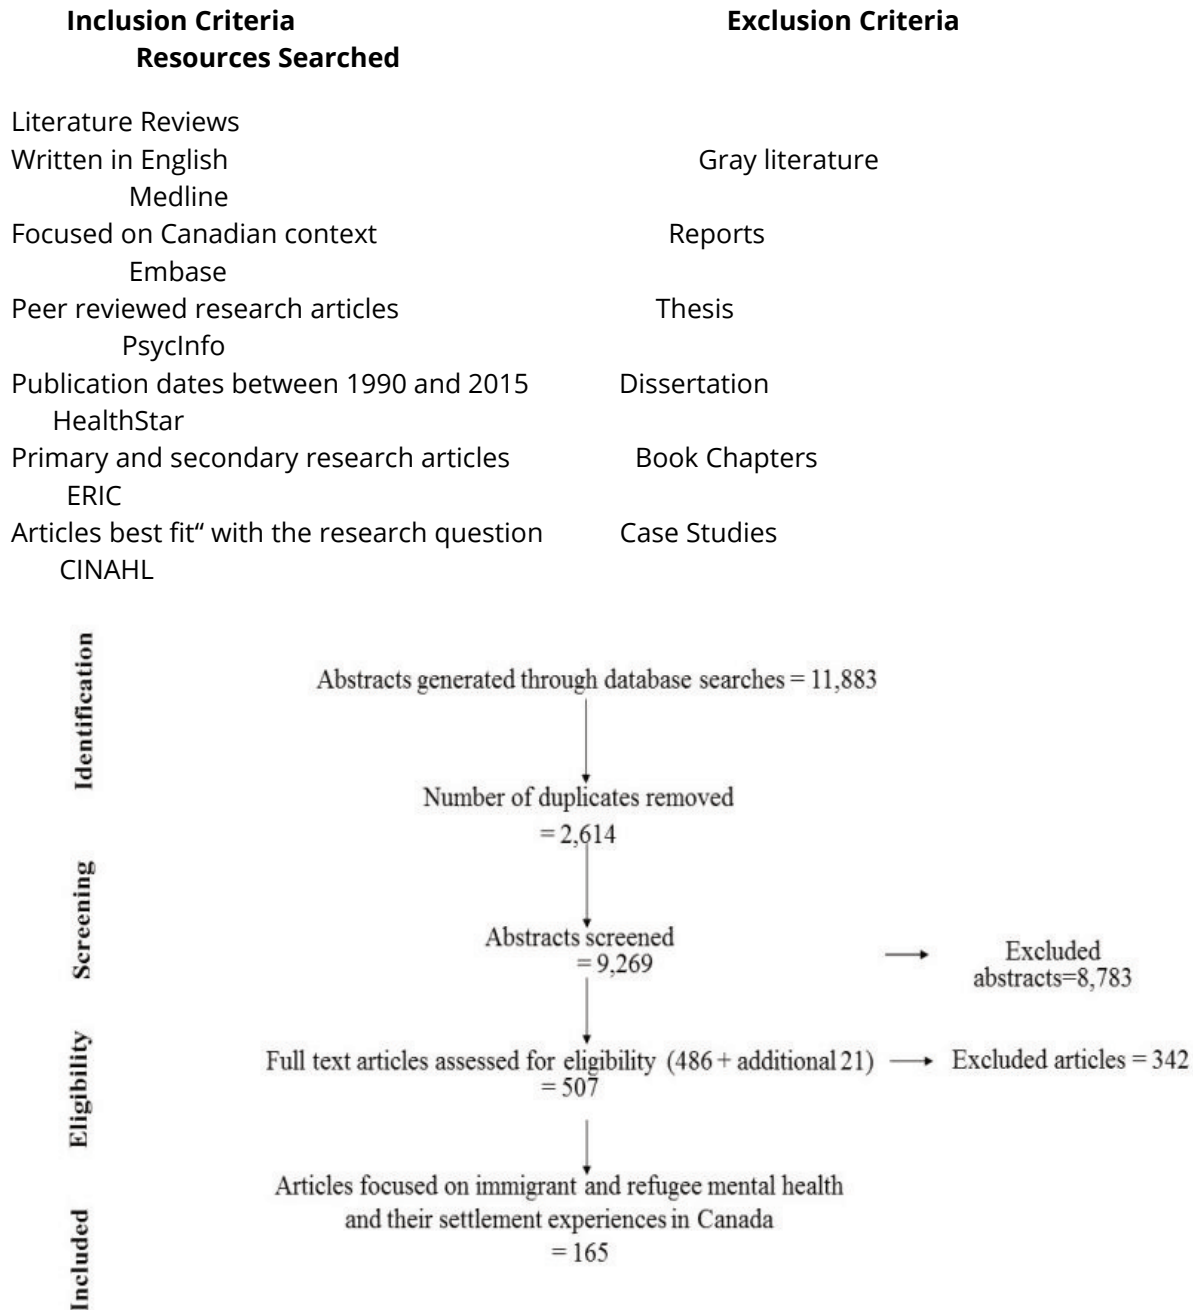 Inclusion Criteria Exclusion Criteria
Resources Searched
Literature Reviews
Written in English Gray literature
Medline
Focused on Canadian context Reports
Embase
Peer reviewed research articles Thesis
PsycInfo
Publication dates between 1990 and 2015 Dissertation
HealthStar
Primary and secondary research articles Book Chapters
ERIC
Articles best fit“ with the research question Case Studies
CINAHL
Identification
Abstracts generated through database searches = 11,883
Number of duplicates removed
= 2,614
Screening
Abstracts screened
= 9,269
Excluded
abstracts=8,783
Eligibility
Full text articles assessed for eligibility (486 + additional 21)
= 507
Excluded articles = 342
Included
Articles focused on immigrant and refugee mental health
and their settlement experiences in Canada
= 165